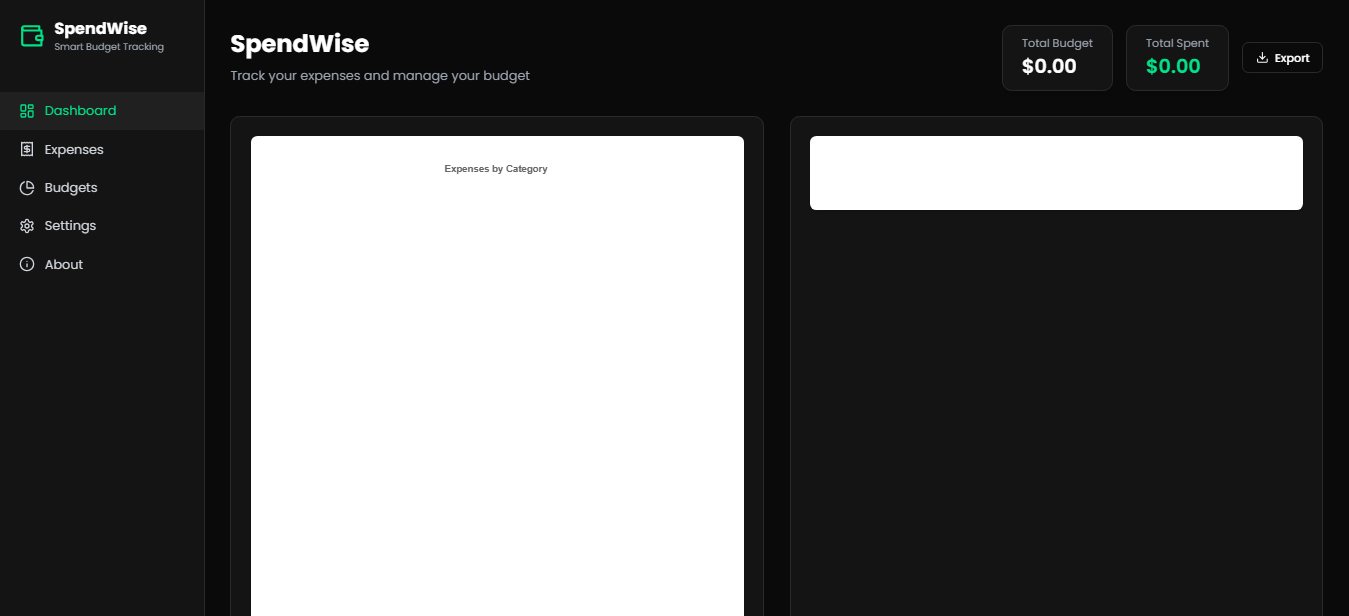 SpendWise
Smart Budget Tracking
Dashboard
Expenses
Budgets
Settings
About
SpendWise
Track your expenses and manage your budget
Total Budget
$0.00
Total Spent
$0.00
Export
Expenses by Category